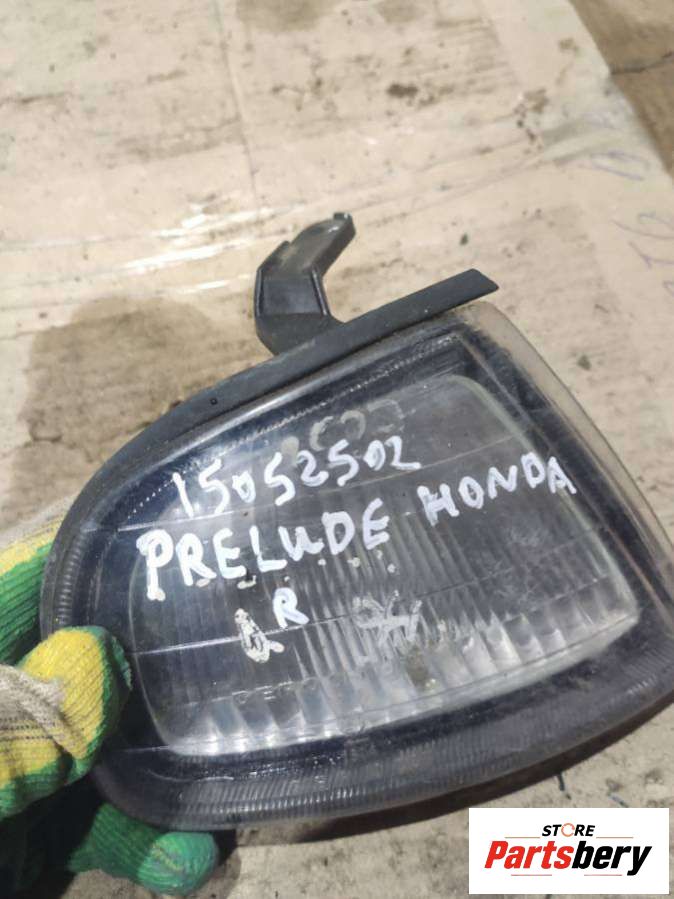 15052502
PRELUDE HONDA
R
STORE
Partsbery